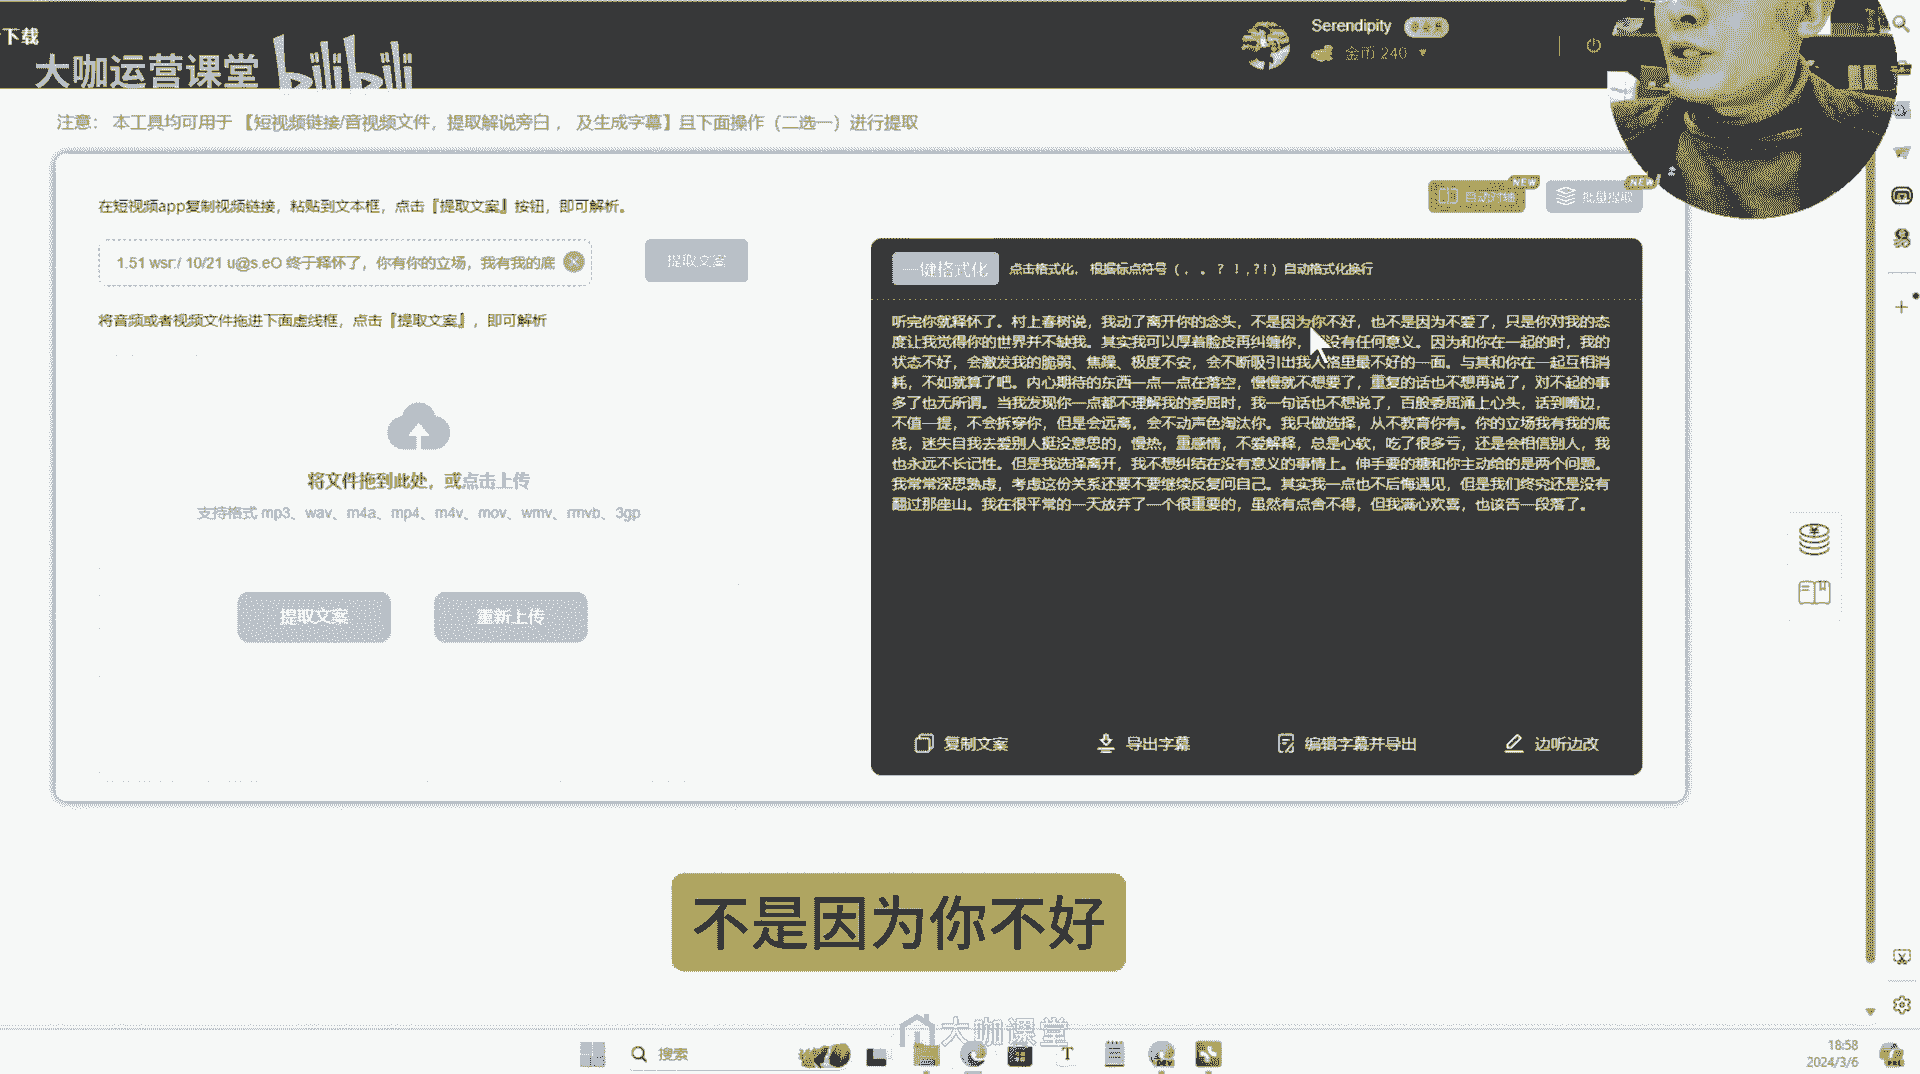 下载
大咖运营课堂 bilibili
Serendipity
金币 240
注意： 本工具均可用于 【短视频链接/音视频文件，提取解说旁白 ， 及生成字幕】且下面操作（二选一）进行提取
在短视频app复制视频链接，粘贴到文本框，点击『提取文案』按钮，即可解析。
NEW
自动对轴
NEW
批量提取
1.51 wsr:/ 10/21 u@s.eO 终于释怀了，你有你的立场，我有我的底
提取文案
一键格式化
点击格式化， 根据标点符号（ ， 。 ？ ！,?!）自动格式化换行
将音频或者视频文件拖进下面虚线框，点击『提取文案』，即可解析
听完你就释怀了。村上春树说，我动了离开你的念头，不是因为你不好，也不是因为不爱了，只是你对我的态
度让我觉得你的世界并不缺我。其实我可以厚着脸皮再纠缠你，没有任何意义。因为和你在一起的时，我的
状态不好，会激发我的脆弱、焦躁、极度不安，会不断吸引出我人格里最不好的一面。与其和你在一起互相消
耗，不如就算了吧。内心期待的东西一点一点在落空，慢慢就不想要了，重复的话也不想再说了，对不起的事
多了也无所谓。当我发现你一点都不理解我的委屈时，我一句话也不想说了，百般委屈涌上心头，话到嘴边，
不值一提，不会拆穿你，但是会远离，会不动声色淘汰你。我只做选择，从不教育你有。你的立场我有我的底
线，迷失自我去爱别人挺没意思的，慢热，重感情，不爱解释，总是心软，吃了很多亏，还是会相信别人，我
也永远不长记性。但是我选择离开，我不想纠结在没有意义的事情上。伸手要的糖和你主动给的是两个问题。
我常常深思熟虑，考虑这份关系还要不要继续反复问自己。其实我一点也不后悔遇见，但是我们终究还是没有
翻过那座山。我在很平常的一天放弃了一个很重要的，虽然有点舍不得，但我满心欢喜，也该告一段落了。
将文件拖到此处，或点击上传
支持格式 mp3、wav、m4a、mp4、m4v、mov、wmv、rmvb、3gp
提取文案
重新上传
复制文案
导出字幕
编辑字幕并导出
边听边改
不是因为你不好
大咖课堂
搜索
18:58
2024/3/6